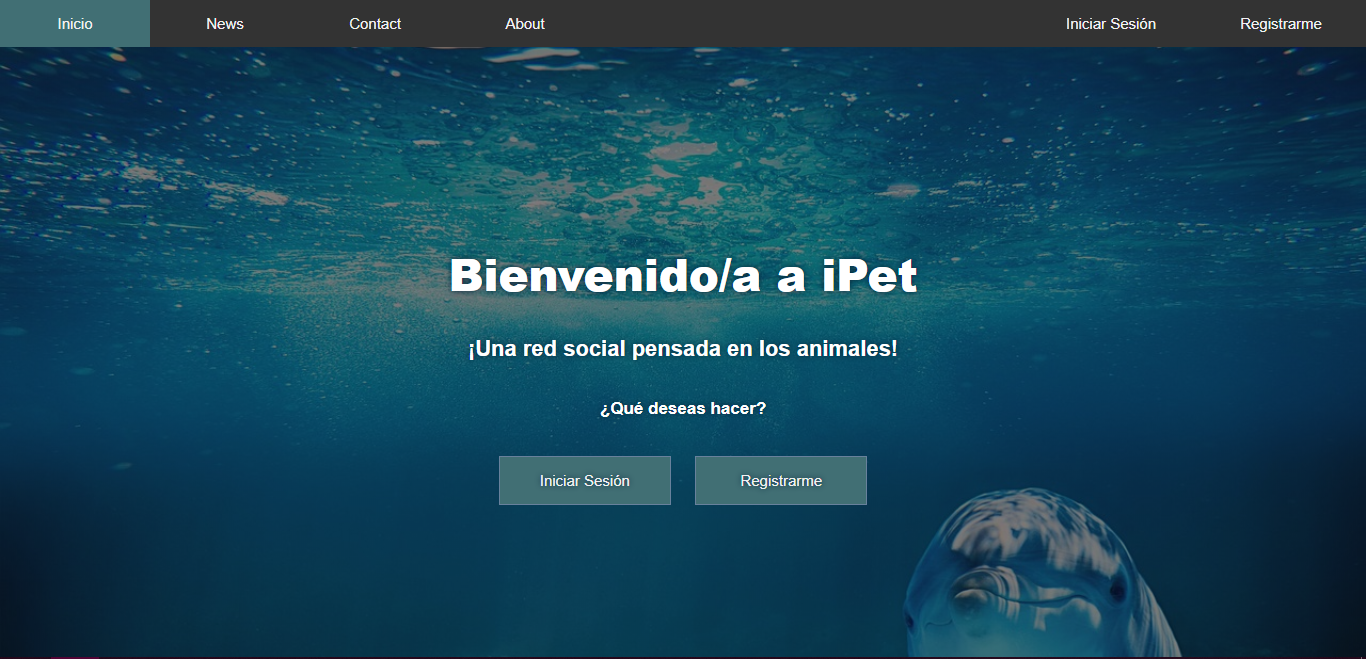 Inicio News Contact About Iniciar Sesión Registrarme
Bienvenido/a a iPet
¡Una red social pensada en los animales!
¿Qué deseas hacer?
Iniciar Sesión Registrarme